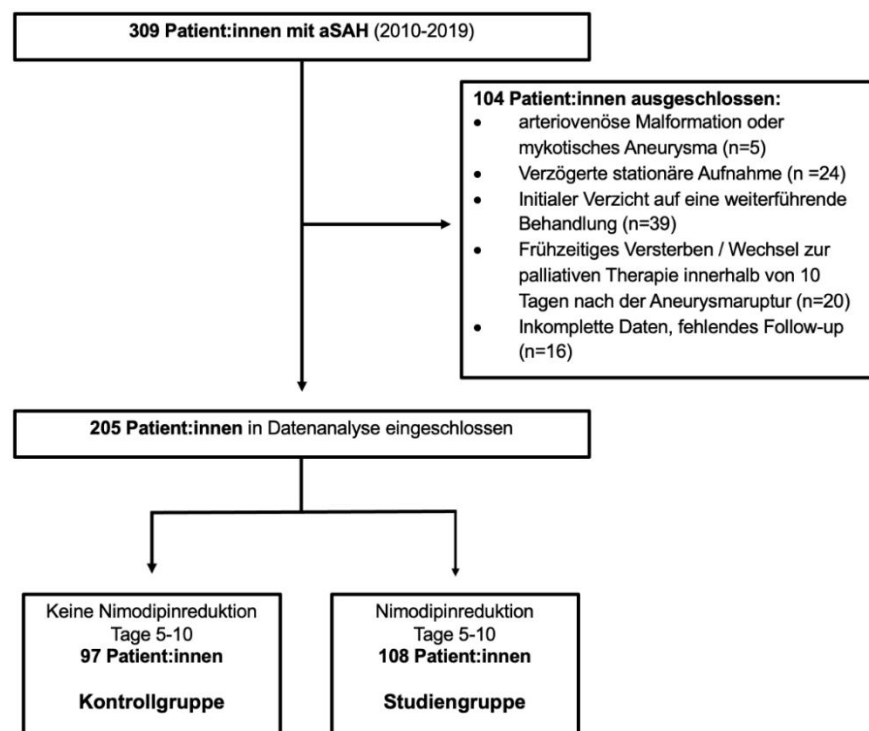 309 Patient:innen mit aSAH (2010-2019)
104 Patient:innen ausgeschlossen:
• arteriovenöse Malformation oder
mykotisches Aneurysma (n=5)
• Verzögerte stationäre Aufnahme (n =24)
• Initialer Verzicht auf eine weiterführende
Behandlung (n=39)
• Frühzeitiges Versterben / Wechsel zur
palliativen Therapie innerhalb von 10
Tagen nach der Aneurysmaruptur (n=20)
• Inkomplette Daten, fehlendes Follow-up
(n=16)
205 Patient:innen in Datenanalyse eingeschlossen
Keine Nimodipinreduktion
Tage 5-10
97 Patient:innen
Kontrollgruppe
Nimodipinreduktion
Tage 5-10
108 Patient:innen
Studiengruppe